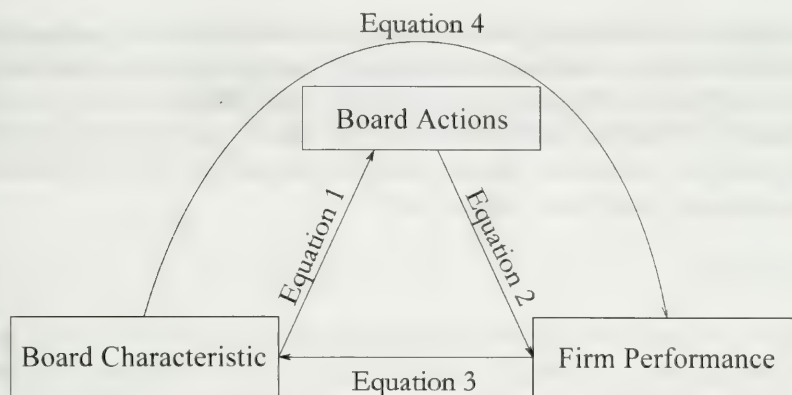 Equation 4
Board Actions
Equation 1
Equation 2
Board Characteristic
Firm Performance
Equation 3